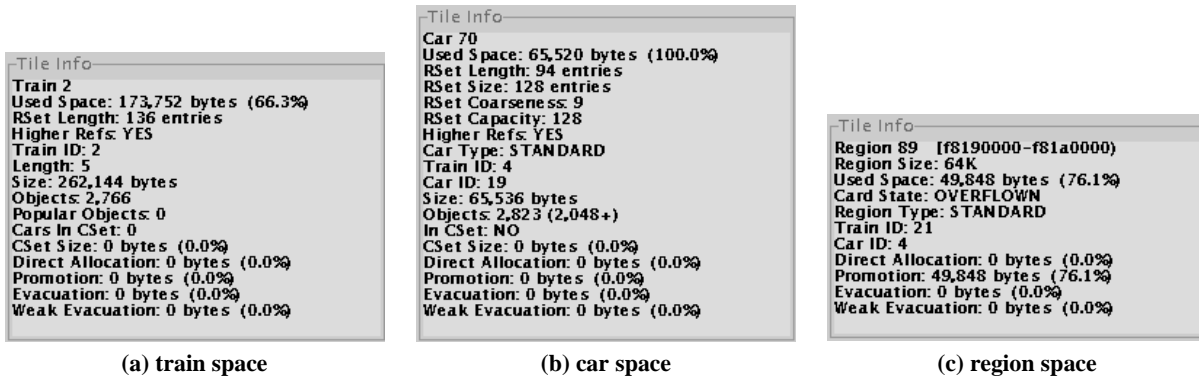 Tile Info
Train 2
Used Space: 173,752 bytes (66.3%)
RSet Length: 136 entries
Higher Refs: YES
Train ID: 2
Length: 5
Size: 262,144 bytes
Objects: 2,766
Popular Objects: 0
Cars In CSet: 0
CSet Size: 0 bytes (0.0%)
Direct Allocation: 0 bytes (0.0%)
Promotion: 0 bytes (0.0%)
Evacuation: 0 bytes (0.0%)
Weak Evacuation: 0 bytes (0.0%)
(a) train space
Tile Info
Car 70
Used Space: 65,520 bytes (100.0%)
RSet Length: 94 entries
RSet Size: 128 entries
RSet Coarseness: 9
RSet Capacity: 128
Higher Refs: YES
Car Type: STANDARD
Train ID: 4
Car ID: 19
Size: 65,536 bytes
Objects: 2,823 (2,048+)
In CSet: NO
CSet Size: 0 bytes (0.0%)
Direct Allocation: 0 bytes (0.0%)
Promotion: 0 bytes (0.0%)
Evacuation: 0 bytes (0.0%)
Weak Evacuation: 0 bytes (0.0%)
(b) car space
Tile Info
Region 89 [f8190000-f81a0000)
Region Size: 64K
Used Space: 49,848 bytes (76.1%)
Card State: OVERFLOWN
Region Type: STANDARD
Train ID: 21
Car ID: 4
Direct Allocation: 0 bytes (0.0%)
Promotion: 49,848 bytes (76.1%)
Evacuation: 0 bytes (0.0%)
Weak Evacuation: 0 bytes (0.0%)
(c) region space